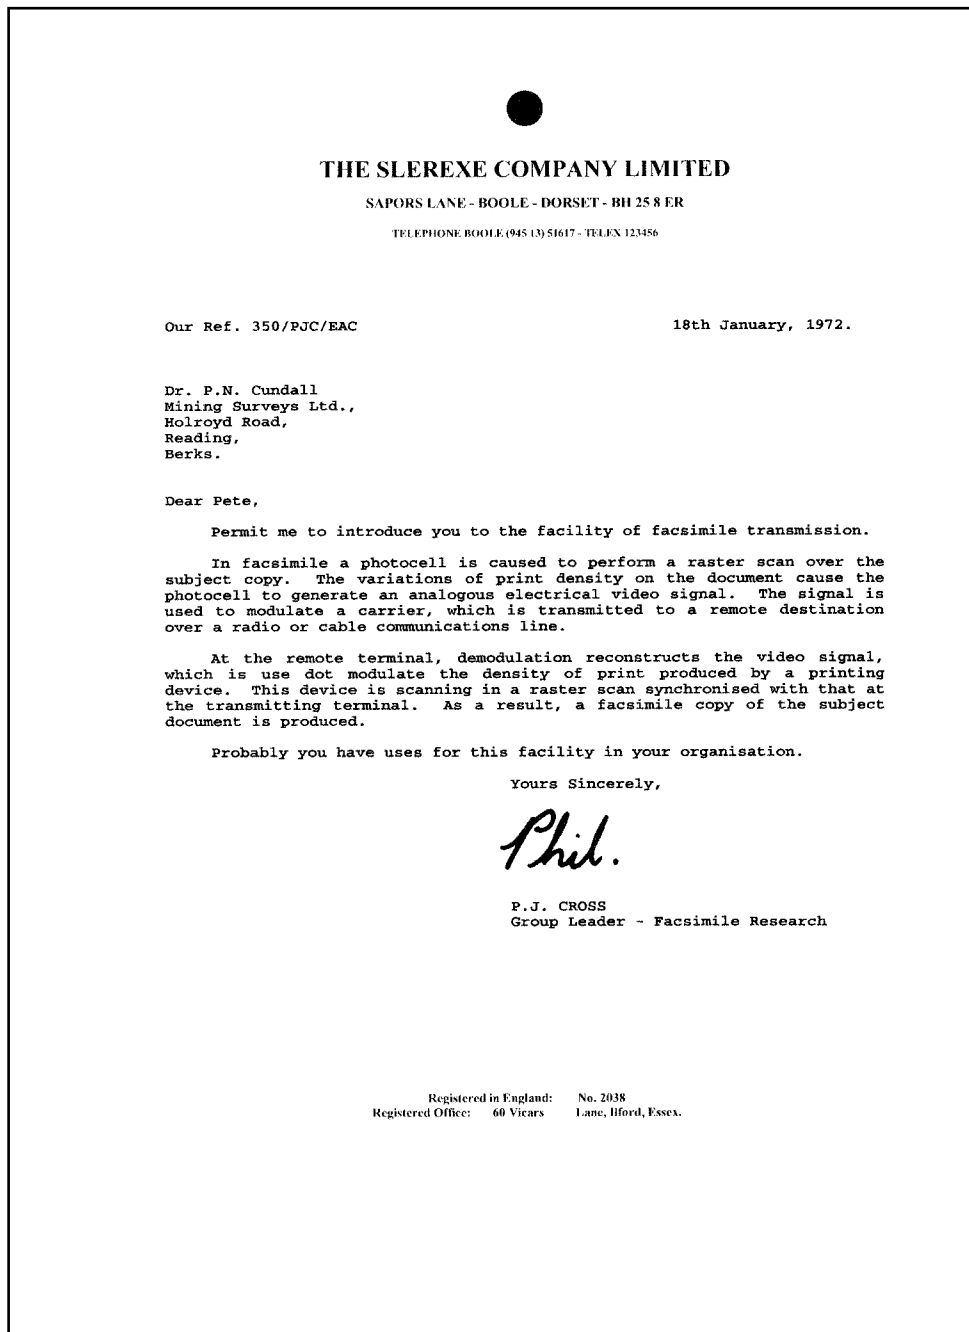 THE SLEREXE COMPANY LIMITED
SAPORS LANE - BOOLE - DORSET - BH 25 8 ER
TELEPHONE BOOLE (945 13) 51617 - TELEX 123456
Our Ref. 350/PJC/EAC 18th January, 1972.
Dr. P.N. Cundall
Mining Surveys Ltd.,
Holroyd Road,
Reading,
Berks.
Dear Pete,
Permit me to introduce you to the facility of facsimile transmission.
In facsimile a photocell is caused to perform a raster scan over the
subject copy. The variations of print density on the document cause the
photocell to generate an analogous electrical video signal. The signal is
used to modulate a carrier, which is transmitted to a remote destination
over a radio or cable communications line.
At the remote terminal, demodulation reconstructs the video signal,
which is use dot modulate the density of print produced by a printing
device. This device is scanning in a raster scan synchronised with that at
the transmitting terminal. As a result, a facsimile copy of the subject
document is produced.
Probably you have uses for this facility in your organisation.
Yours Sincerely,
Phil.
P.J. CROSS
Group Leader - Facsimile Research
Registered in England: No. 2038
Registered Office: 60 Vicars Lane, Ilford, Essex.